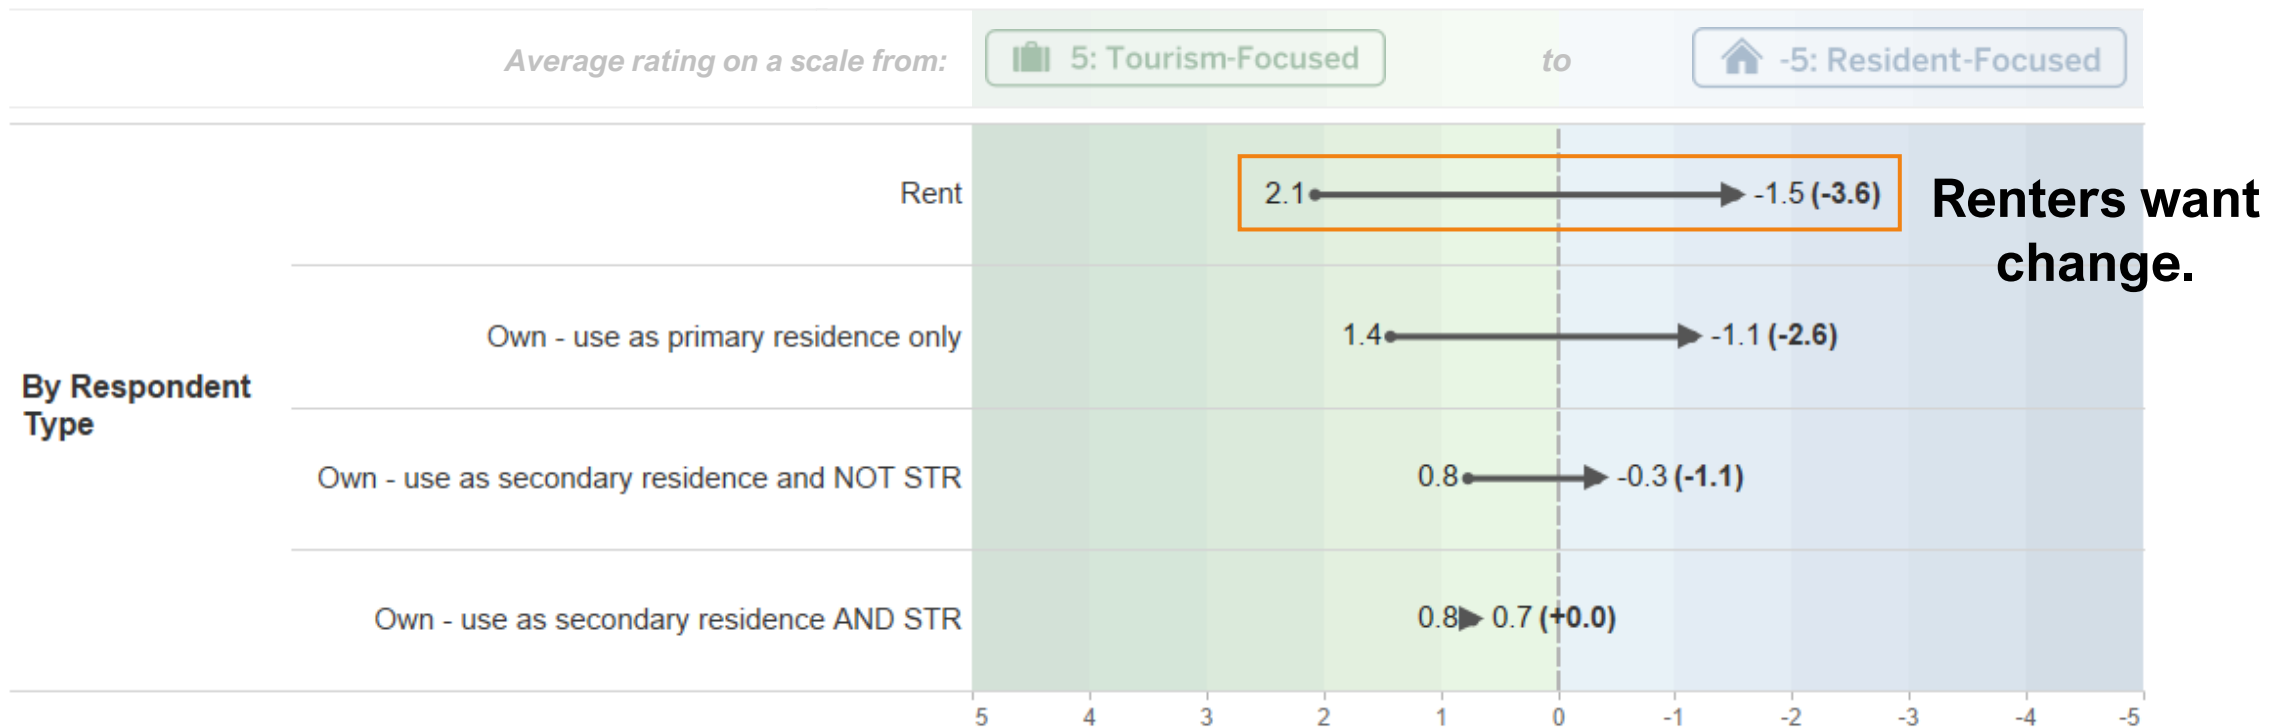 Average rating on a scale from:
5: Tourism-Focused
to
-5: Resident-Focused
Rent
2.1
-1.5 (-3.6)
Renters want
change.
Own - use as primary residence only
1.4
-1.1 (-2.6)
By Respondent
Type
Own - use as secondary residence and NOT STR
0.8
-0.3 (-1.1)
Own - use as secondary residence AND STR
0.8
0.7 (+0.0)
5 4 3 2 1 0 -1 -2 -3 -4 -5